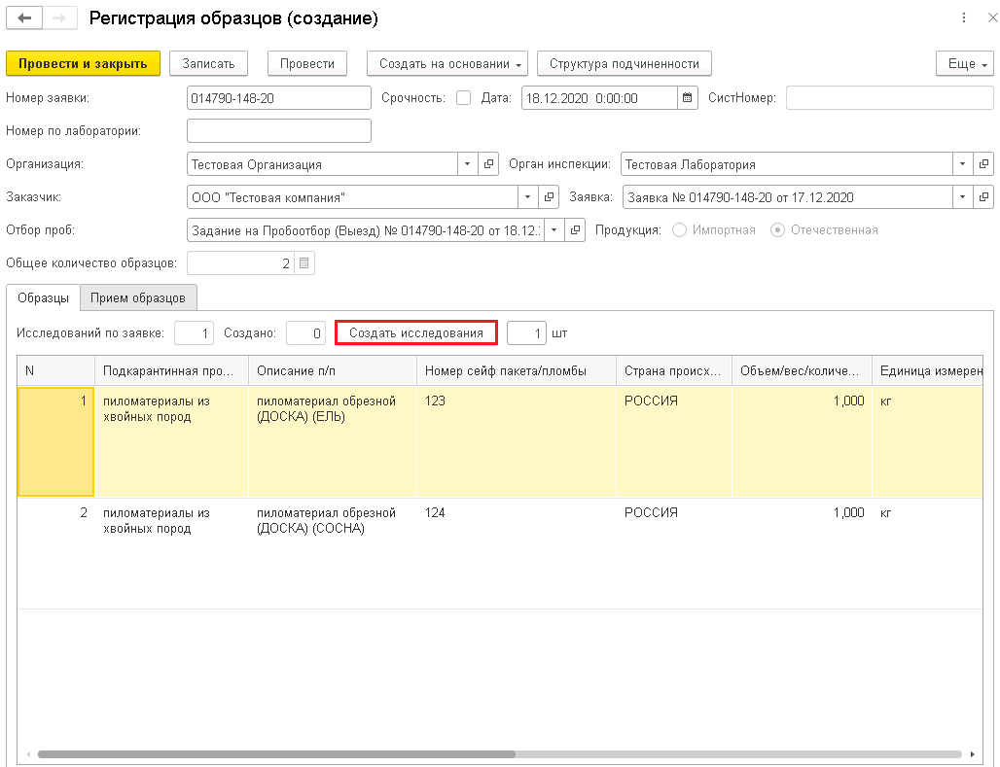 Регистрация образцов (создание)
Провести и закрыть Записать Провести Создать на основании Структура подчиненности Еще
Номер заявки: 014790-148-20 Срочность: Дата: 18.12.2020 0:00:00 СистНомер:
Номер по лаборатории:
Организация: Тестовая Организация Орган инспекции: Тестовая Лаборатория
Заказчик: ООО "Тестовая компания" Заявка: Заявка № 014790-148-20 от 17.12.2020
Отбор проб: Задание на Пробоотбор (Выезд) № 014790-148-20 от 18.12.: Продукция: Импортная Отечественная
Общее количество образцов: 2
Образцы Прием образцов
Исследований по заявке: 1 Создано: 0 Создать исследования 1 шт
N Подкарантинная про... Описание п/п Номер сейф пакета/пломбы Страна происх... Объем/вес/количе... Единица измерен
1 пиломатериалы из пиломатериал обрезной 123 РОССИЯ 1,000 кг
хвойных пород (ДОСКА) (ЕЛЬ)
2 пиломатериалы из пиломатериал обрезной 124 РОССИЯ 1,000 кг
хвойных пород (ДОСКА) (СОСНА)